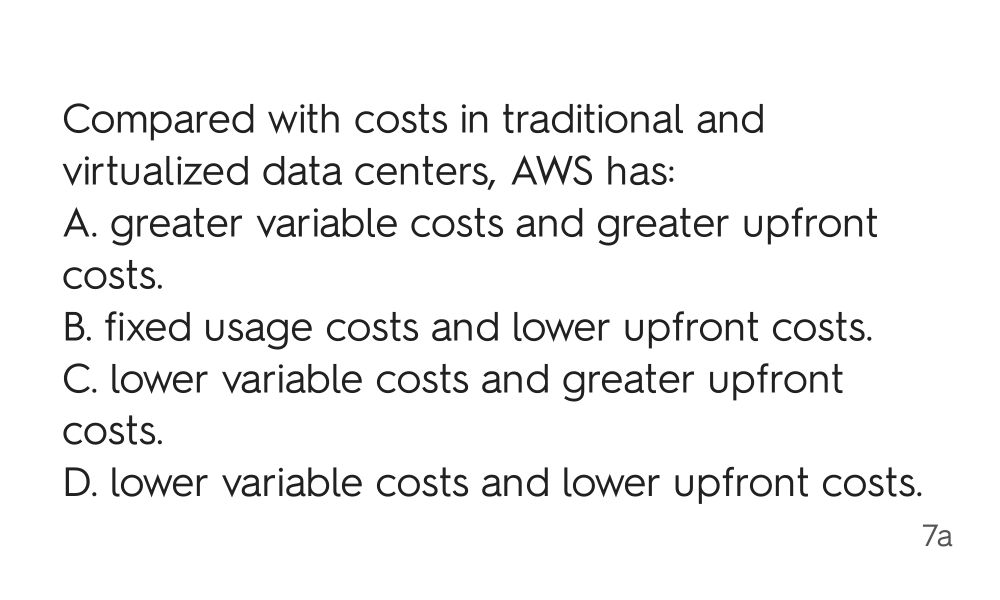 Compared with costs in traditional and
virtualized data centers, AWS has:
A. greater variable costs and greater upfront
costs.
B. fixed usage costs and lower upfront costs.
C. lower variable costs and greater upfront
costs.
D. lower variable costs and lower upfront costs.
7a